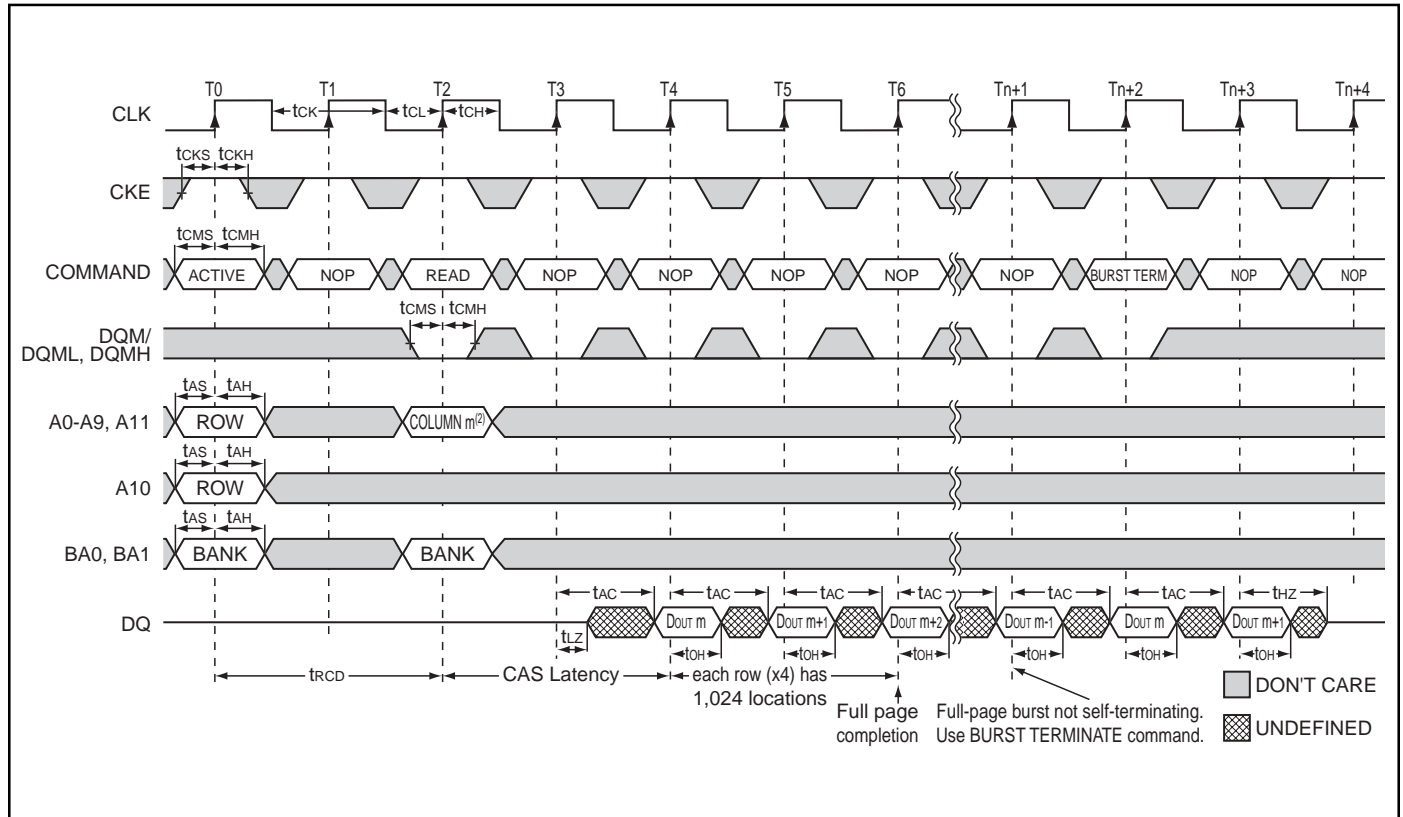 T0 T1 T2 T3 T4 T5 T6 Tn+1 Tn+2 Tn+3 Tn+4
CLK tCK tCL tCH
tCKS tCKH
CKE
tCMS tCMH
COMMAND ACTIVE NOP READ NOP NOP NOP NOP NOP BURST TERM NOP NOP
tCMS tCMH
DQM/
DQML, DQMH
tAS tAH
A0-A9, A11 ROW COLUMN m(2)
tAS tAH
A10 ROW
tAS tAH
BA0, BA1 BANK BANK
tAC tAC tAC tAC tAC tAC tHZ
DQ DOUT m DOUT m+1 DOUT m+2 DOUT m-1 DOUT m DOUT m+1
tLZ tOH tOH tOH tOH tOH tOH
tRCD CAS Latency each row (x4) has
1,024 locations
Full page
completion
Full-page burst not self-terminating.
Use BURST TERMINATE command.
DON'T CARE
UNDEFINED